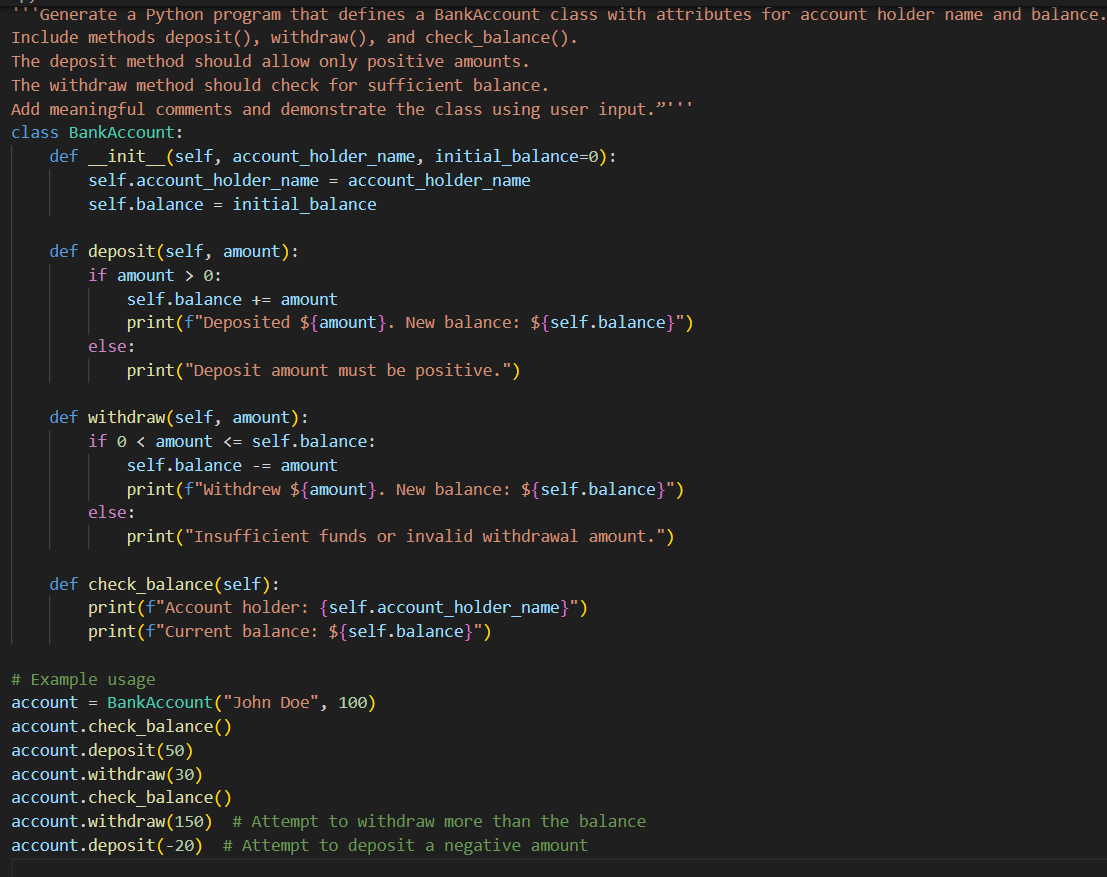 '''Generate a Python program that defines a BankAccount class with attributes for account holder name and balance.
Include methods deposit(), withdraw(), and check_balance().
The deposit method should allow only positive amounts.
The withdraw method should check for sufficient balance.
Add meaningful comments and demonstrate the class using user input.”'''
class BankAccount:
    def __init__(self, account_holder_name, initial_balance=0):
        self.account_holder_name = account_holder_name
        self.balance = initial_balance

    def deposit(self, amount):
        if amount > 0:
            self.balance += amount
            print(f"Deposited ${amount}. New balance: ${self.balance}")
        else:
            print("Deposit amount must be positive.")

    def withdraw(self, amount):
        if 0 < amount <= self.balance:
            self.balance -= amount
            print(f"Withdrew ${amount}. New balance: ${self.balance}")
        else:
            print("Insufficient funds or invalid withdrawal amount.")

    def check_balance(self):
        print(f"Account holder: {self.account_holder_name}")
        print(f"Current balance: ${self.balance}")

# Example usage
account = BankAccount("John Doe", 100)
account.check_balance()
account.deposit(50)
account.withdraw(30)
account.check_balance()
account.withdraw(150)  # Attempt to withdraw more than the balance
account.deposit(-20)  # Attempt to deposit a negative amount